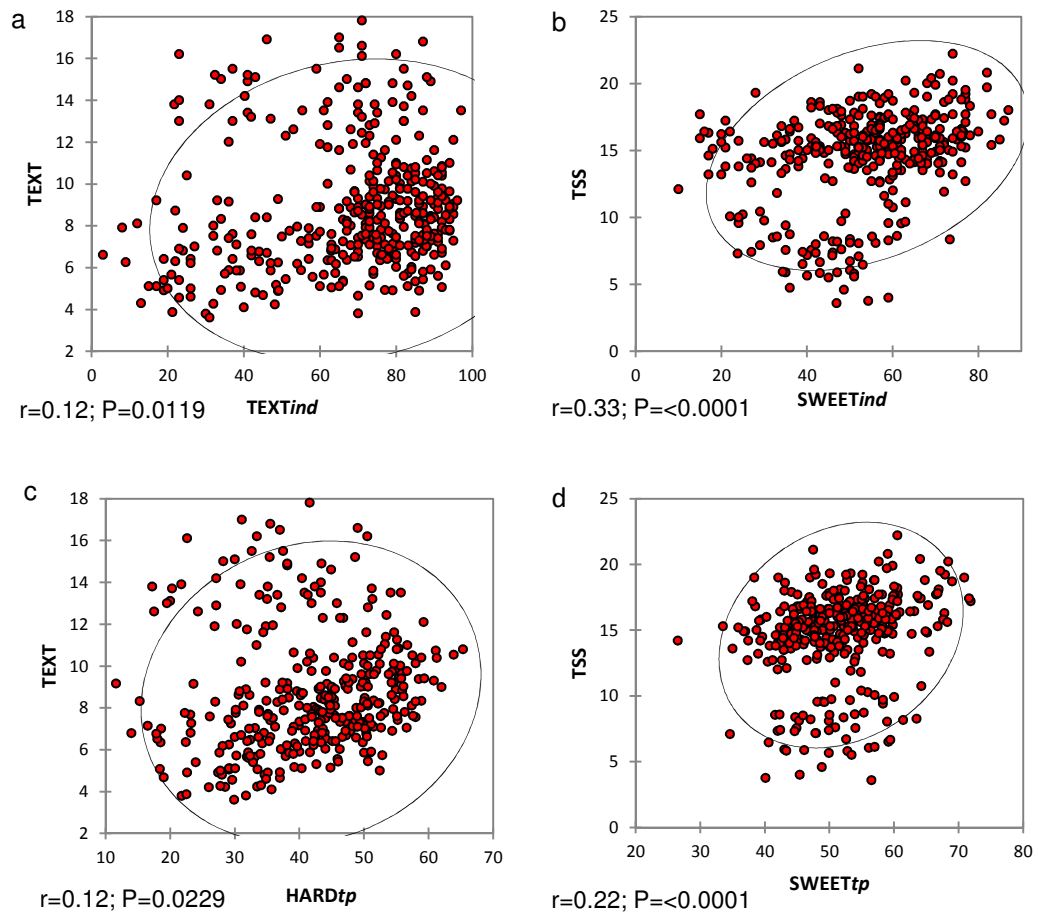 a
18
16
14
12
10
8
6
4
2
TEXT
0 20 40 60 80 100
r=0.12; P=0.0119 TEXTind
b
25
20
15
10
5
0
TSS
0 20 40 60 80
r=0.33; P=<0.0001 SWEETind
c
18
16
14
12
10
8
6
4
2
TEXT
10 20 30 40 50 60 70
r=0.12; P=0.0229 HARDtp
d
25
20
15
10
5
0
TSS
20 30 40 50 60 70 80
r=0.22; P=<0.0001 SWEETtp